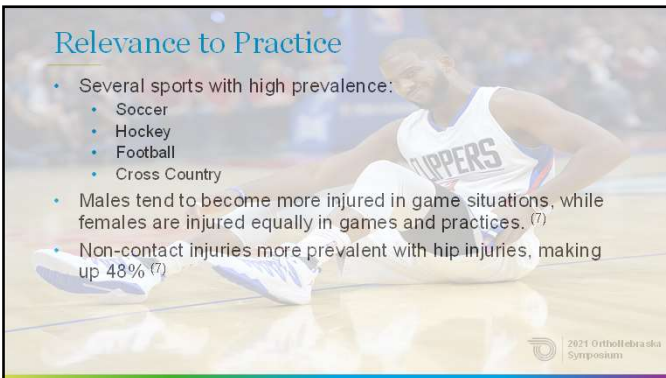 Relevance to Practice
• Several sports with high prevalence:
• Soccer
• Hockey
• Football
• Cross Country
• Males tend to become more injured in game situations, while
females are injured equally in games and practices. (7)
• Non-contact injuries more prevalent with hip injuries, making
up 48% (7)
CLIPPERS
2021 OrthoNebraska
Symposium